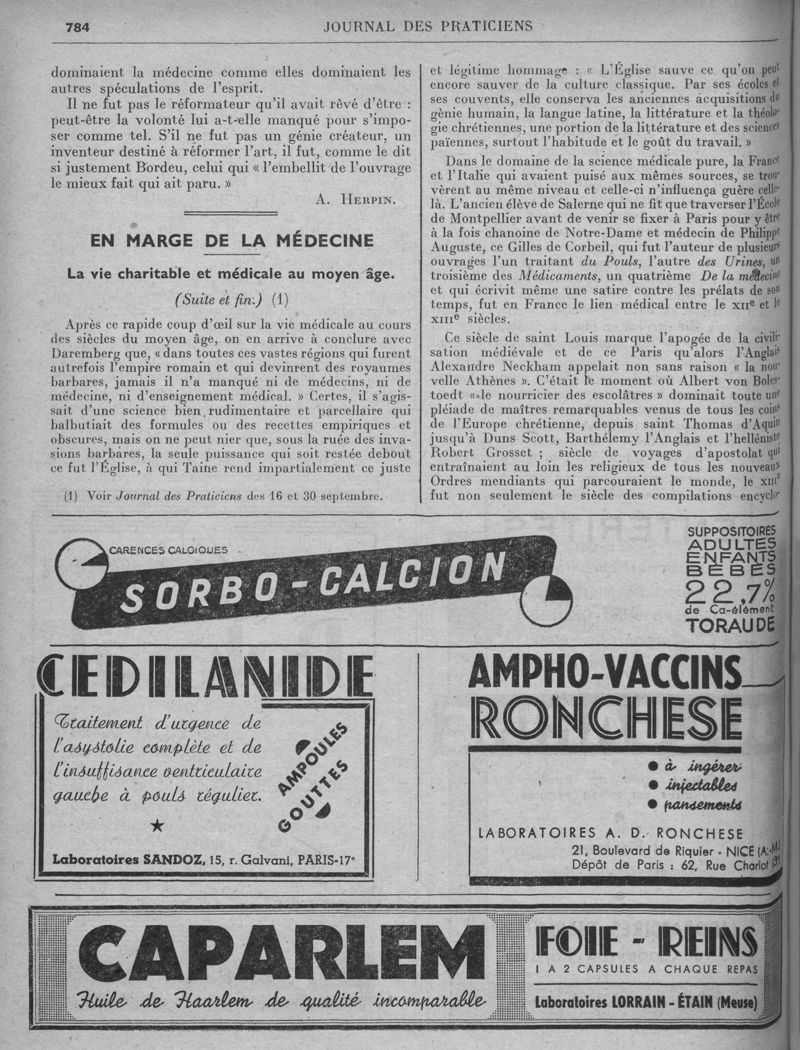 784
JOURNAL DES PRATICIENS
dominaient la médecine comme elles dominaient les
autres spéculations de l'esprit.
Il ne fut pas le réformateur qu'il avait rêvé d'être :
peut-être la volonté lui a-t-elle manqué pour s'impo-
ser comme tel. S'il ne fut pas un génie créateur, un
inventeur destiné à réformer l'art, il fut, comme le dit
si justement Bordeu, celui qui « l'embellit de l'ouvrage
le mieux fait qui ait paru. »
A. HERPIN.
EN MARGE DE LA MÉDECINE
La vie charitable et médicale au moyen âge.
(Suite et fin.) (1)
Après ce rapide coup d'œil sur la vie médicale au cours
des siècles du moyen âge, on en arrive à conclure avec
Daremberg que, « dans toutes ces vastes régions qui furent
autrefois l'empire romain et qui devinrent des royaumes
barbares, jamais il n'a manqué ni de médecins, ni de
médecine, ni d'enseignement médical. » Certes, il s'agis-
sait d'une science bien rudimentaire et parcellaire qui
balbutiait des formules ou des recettes empiriques et
obscures, mais on ne peut nier que, sous la ruée des inva-
sions barbares, la seule puissance qui soit restée debout
ce fut l'Église, à qui Taine rend impartialement ce juste
(1) Voir Journal des Praticiens des 16 et 30 septembre.
et légitime hommage : « L'Église sauve ce qu'on peut
encore sauver de la culture classique. Par ses écoles et
ses couvents, elle conserva les anciennes acquisitions du
génie humain, la langue latine, la littérature et la théolo-
gie chrétiennes, une portion de la littérature et des sciences
païennes, surtout l'habitude et le goût du travail. »
Dans le domaine de la science médicale pure, la France
et l'Italie qui avaient puisé aux mêmes sources, se trou-
vèrent au même niveau et celle-ci n'influença guère celle-
là. L'ancien élève de Salerne qui ne fit que traverser l'École
de Montpellier avant de venir se fixer à Paris pour y être
à la fois chanoine de Notre-Dame et médecin de Philippe
Auguste, ce Gilles de Corbeil, qui fut l'auteur de plusieurs
ouvrages l'un traitant du Pouls, l'autre des Urines, un
troisième des Médicaments, un quatrième De la médecine
et qui écrivit même une satire contre les prélats de son
temps, fut en France le lien médical entre le XIIe et le
XIIIe siècles.
Ce siècle de saint Louis marque l'apogée de la civili-
sation médiévale et de ce Paris qu'alors l'Anglais
Alexandre Neckham appelait non sans raison « la nou-
velle Athènes ». C'était le moment où Albert von Boles-
toedt « le nourricier des escolâtres » dominait toute une
pléiade de maîtres remarquables venus de tous les coins
de l'Europe chrétienne, depuis saint Thomas d'Aquin
jusqu'à Duns Scott, Barthélemy l'Anglais et l'helléniste
Robert Grosset ; siècle de voyages d'apostolat qui
entraînaient au loin les religieux de tous les nouveaux
Ordres mendiants qui parcouraient le monde, le XIIIe
fut non seulement le siècle des compilations encyclo-
CARENCES CALCIQUES
SORBO-CALCION
SUPPOSITOIRES
ADULTES
ENFANTS
BÉBÉS
22,7%
de Ca-élément
TORAUDE
CEDILANIDE
Traitement d'urgence de
l'asystolie complète et de
l'insuffisance ventriculaire
gauche à pouls régulier.
AMPOULES
GOUTTES
Laboratoires SANDOZ, 15, r. Galvani, PARIS-17e
AMPHO-VACCINS
RONCHESE
• à ingérer
• injectables
• pansements
LABORATOIRES A. D. RONCHESE
21, Boulevard de Riquier - NICE (A.-M.)
Dépôt de Paris : 62, Rue Charlot
CAPARLEM
Huile de Haarlem de qualité incomparable
FOIE - REINS
1 A 2 CAPSULES A CHAQUE REPAS
Laboratoires LORRAIN - ÉTAIN (Meuse)